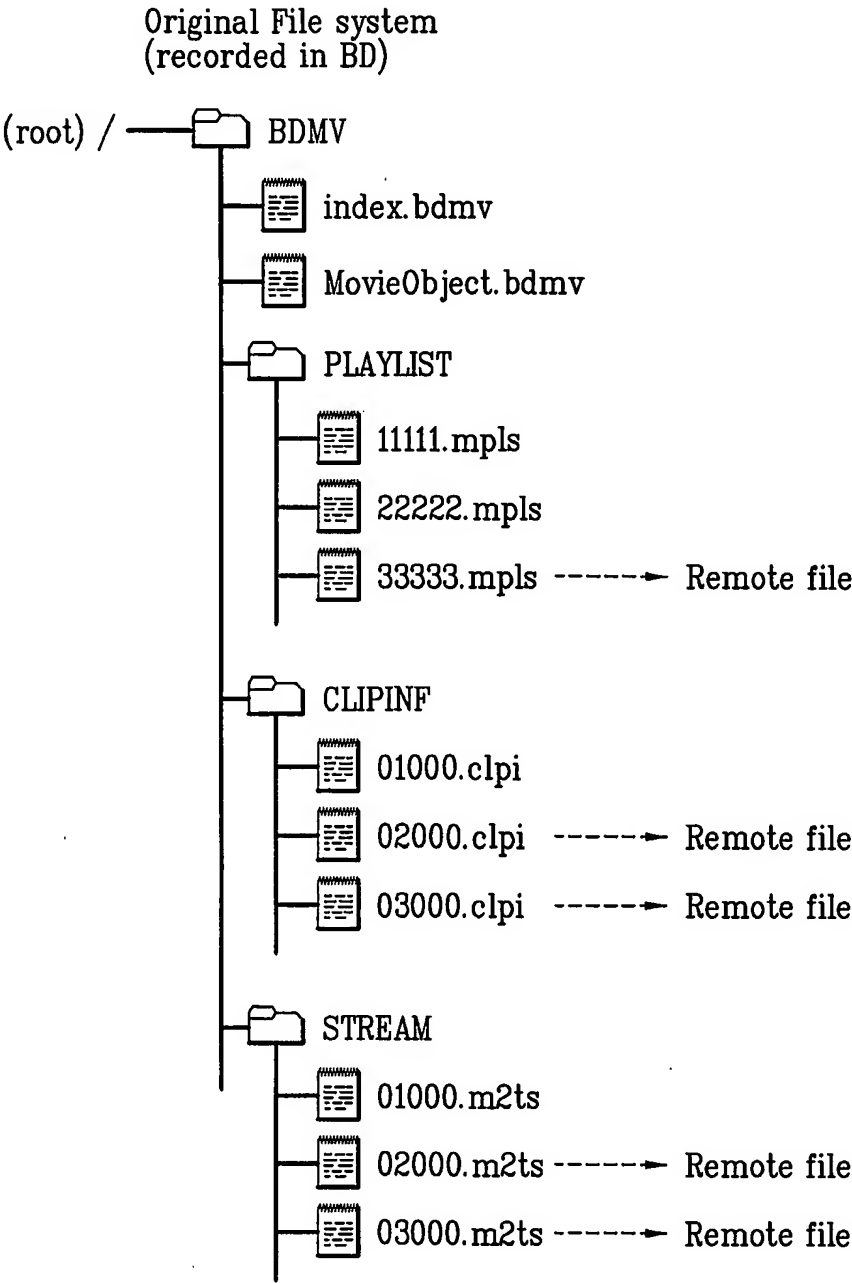 Original File system
(recorded in BD)
(root) / BDMV
index.bdmv
MovieObject.bdmv
PLAYLIST
11111.mpls
22222.mpls
33333.mpls Remote file
CLIPINF
01000.clpi
02000.clpi Remote file
03000.clpi Remote file
STREAM
01000.m2ts
02000.m2ts Remote file
03000.m2ts Remote file